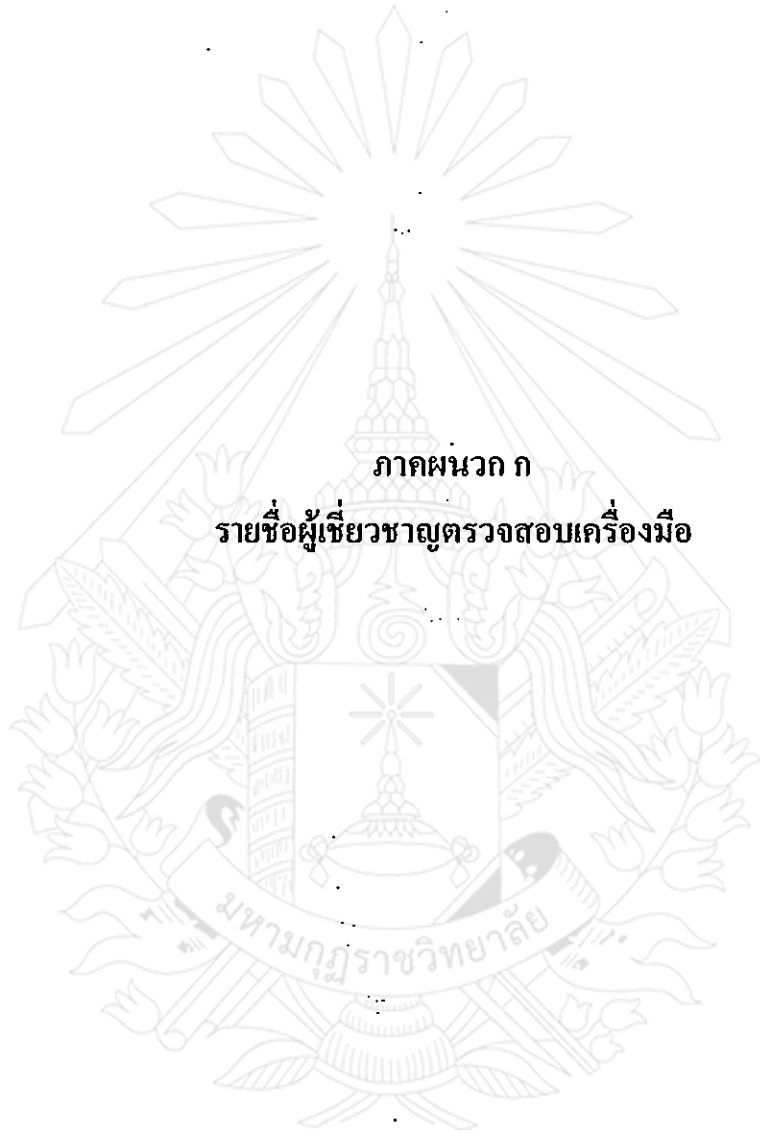 ภาคผนวก ก
รายชื่อผู้เชี่ยวชาญตรวจสอบเครื่องมือ
มหามกุฏราชวิทยาลัย